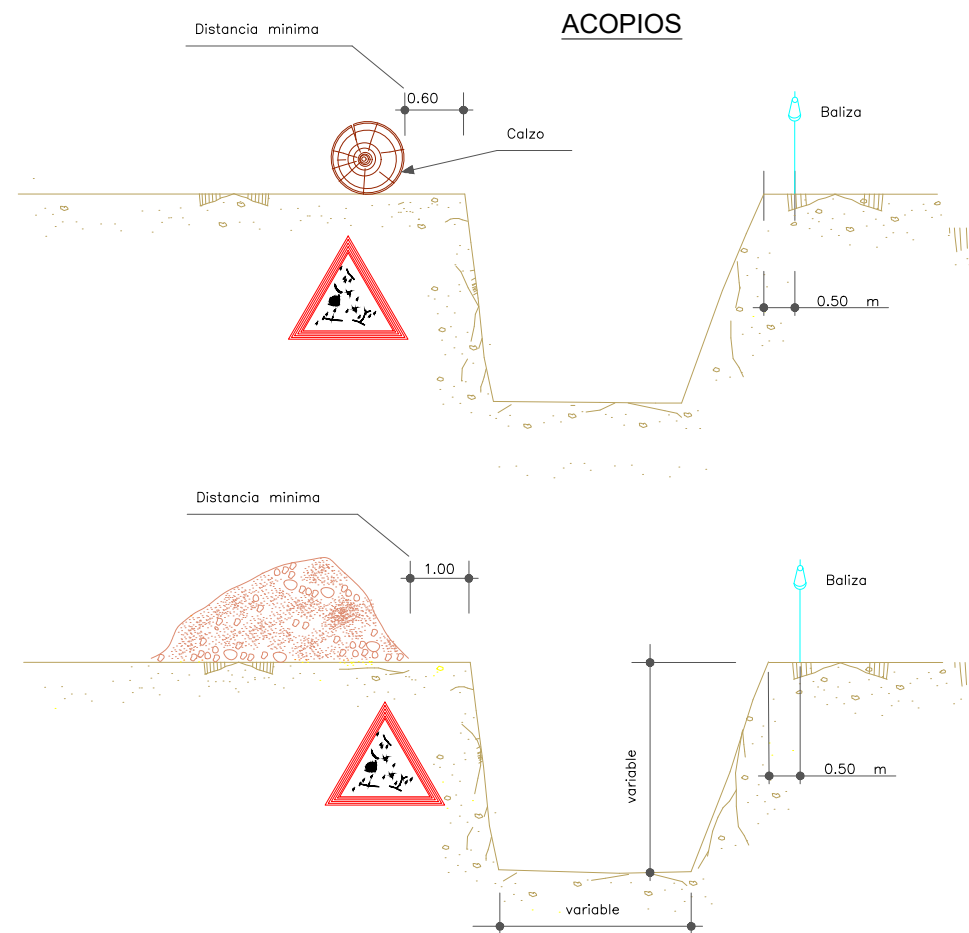 ACOPIOS
Distancia minima
0.60
Baliza
Calzo
0.50 m
Distancia minima
1.00
Baliza
variable
0.50 m
variable